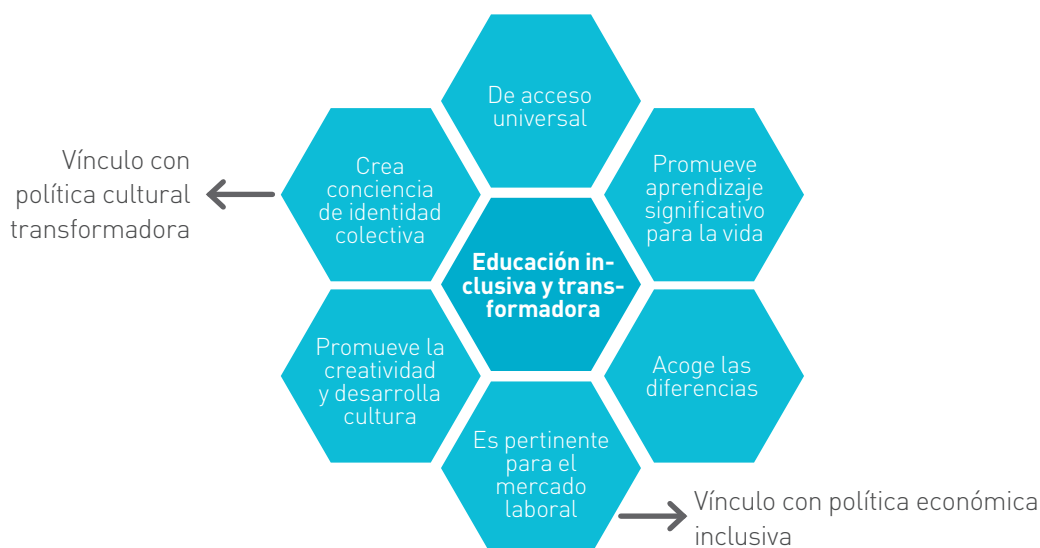 De acceso
universal
Vínculo con
política cultural
transformadora
Crea
conciencia
de identidad
colectiva
Promueve
aprendizaje
significativo
para la vida
Educación in-
clusiva y trans-
formadora
Promueve la
creatividad
y desarrolla
cultura
Acoge las
diferencias
Es pertinente
para el
mercado
laboral
Vínculo con política económica
inclusiva